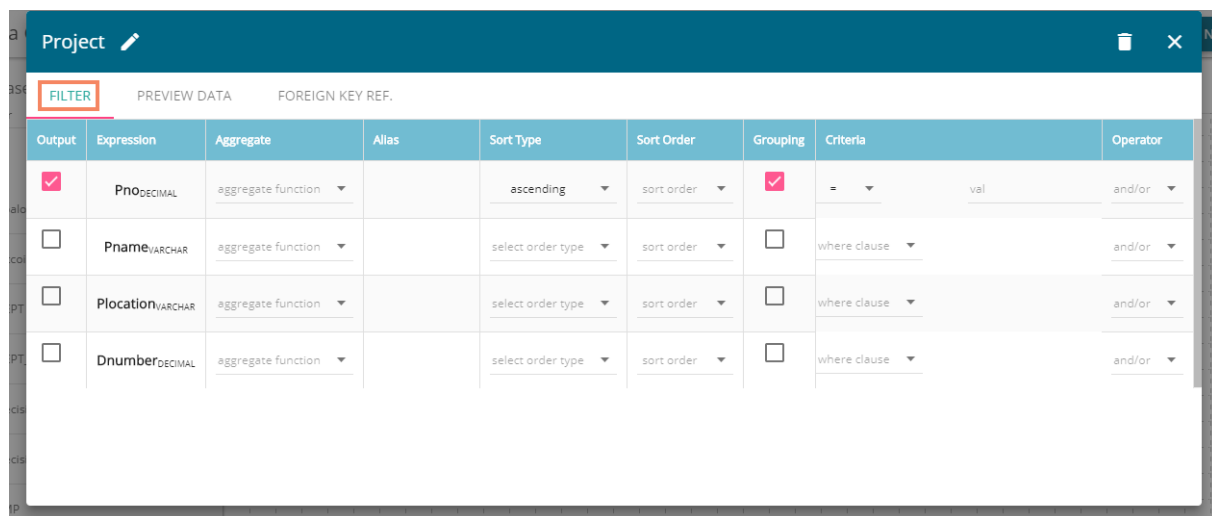 Project
FILTER PREVIEW DATA FOREIGN KEY REF.
Output Expression Aggregate Alias Sort Type Sort Order Grouping Criteria Operator
PnoDECIMAL aggregate function ascending sort order = val and/or
PnameVARCHAR aggregate function select order type sort order where clause and/or
PlocationVARCHAR aggregate function select order type sort order where clause and/or
DnumberDECIMAL aggregate function select order type sort order where clause and/or